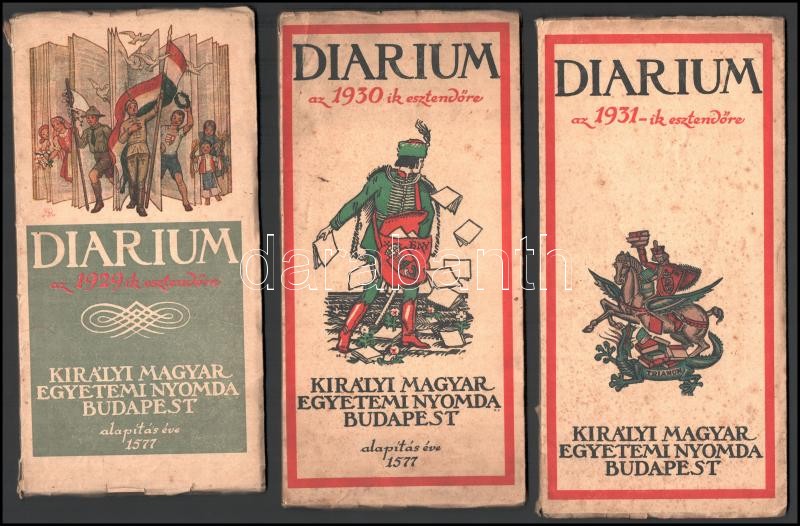 DIARIUM
az 1929-ik esztendőre
KIRÁLYI MAGYAR
EGYETEMI NYOMDA
BUDAPEST
alapítás éve
1577
DIARIUM
az 1930 ik esztendőre
KIRÁLYI MAGYAR
EGYETEMI NYOMDA
BUDAPEST
alapítás éve
1577
DIARIUM
az 1931-ik esztendőre
TRIANON
KIRÁLYI MAGYAR
EGYETEMI NYOMDA
BUDAPEST
darabanth